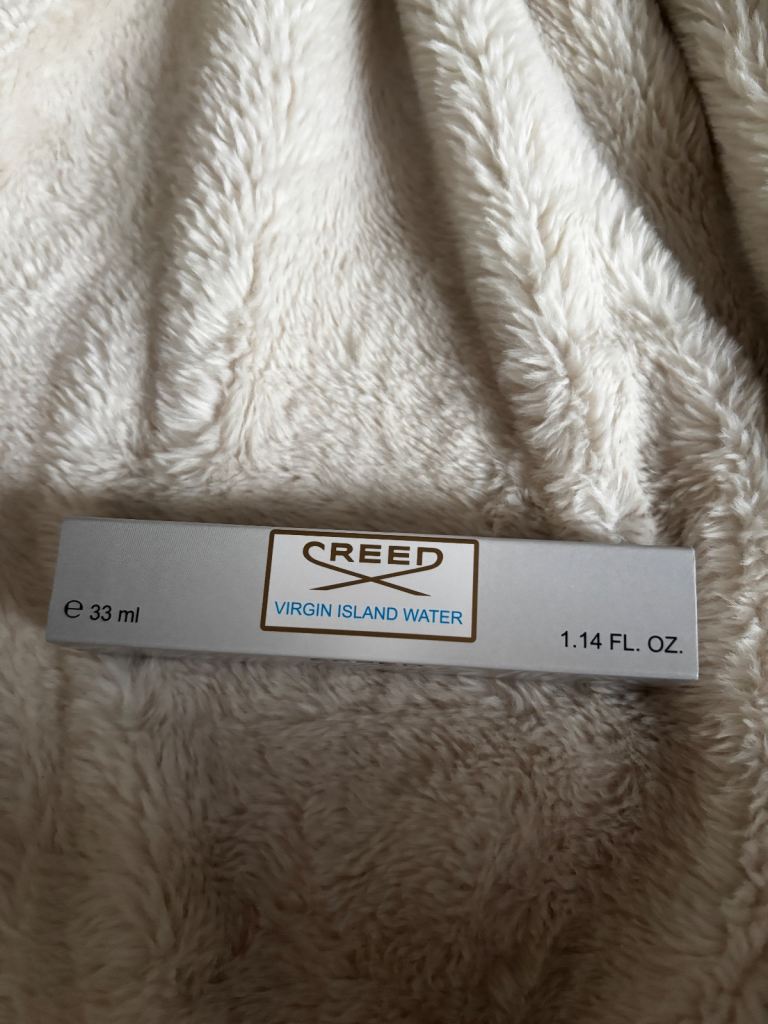 CREED
VIRGIN ISLAND WATER
℮ 33 ml
1.14 FL. OZ.